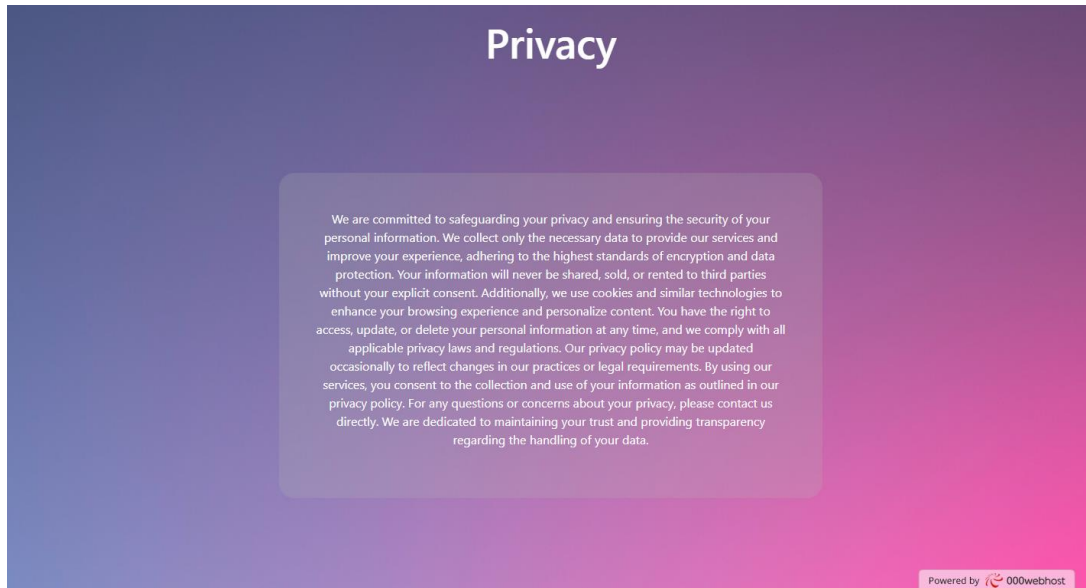 Privacy
We are committed to safeguarding your privacy and ensuring the security of your
personal information. We collect only the necessary data to provide our services and
improve your experience, adhering to the highest standards of encryption and data
protection. Your information will never be shared, sold, or rented to third parties
without your explicit consent. Additionally, we use cookies and similar technologies to
enhance your browsing experience and personalize content. You have the right to
access, update, or delete your personal information at any time, and we comply with all
applicable privacy laws and regulations. Our privacy policy may be updated
occasionally to reflect changes in our practices or legal requirements. By using our
services, you consent to the collection and use of your information as outlined in our
privacy policy. For any questions or concerns about your privacy, please contact us
directly. We are dedicated to maintaining your trust and providing transparency
regarding the handling of your data.
Powered by 000webhost